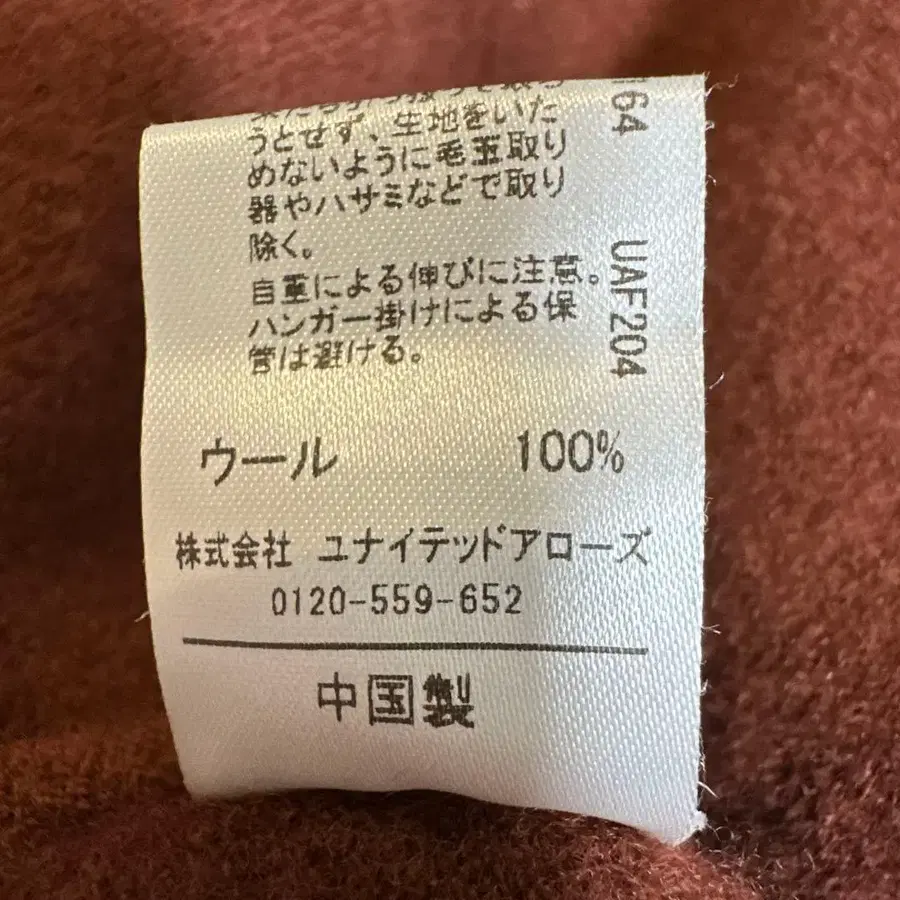 うとせず、生地をいた
めないように毛玉取り
器やハサミなどで取り
除く。
自重による伸びに注意。
ハンガー掛けによる保
管は避ける。
164
UAF204
ウール 100%
株式会社 ユナイテッドアローズ
0120-559-652
中国製